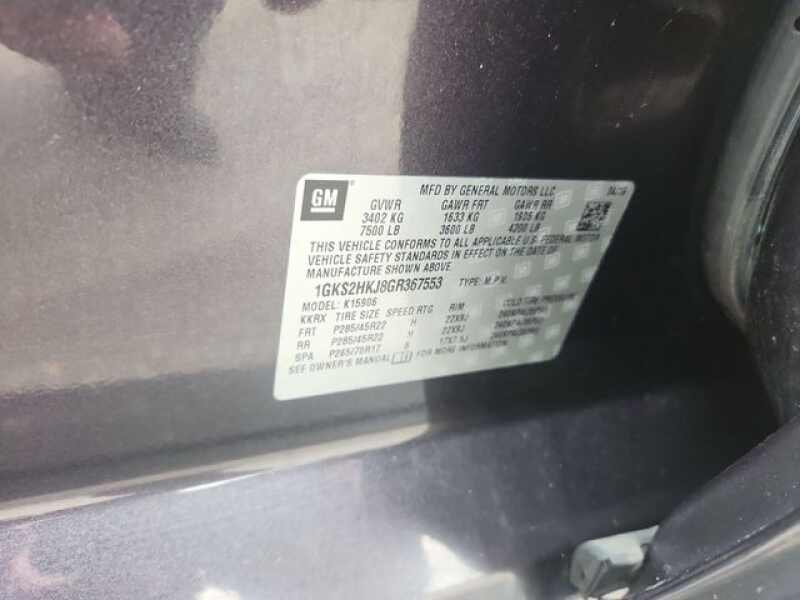 GM
MFD BY GENERAL MOTORS LLC
GVWR GAWR FRT GAWR RR
3402 KG 1633 KG 1905 KG
7500 LB 3600 LB 4200 LB
THIS VEHICLE CONFORMS TO ALL APPLICABLE U.S. FEDERAL MOTOR
VEHICLE SAFETY STANDARDS IN EFFECT ON THE DATE OF
MANUFACTURE SHOWN ABOVE.
1GKS2HKJ8GR367553 TYPE: M.P.V.
MODEL: K15906
KKRX TIRE SIZE SPEED RTG RIM COLD TIRE PRESSURE
FRT P285/45R22 H 22X9J
RR P285/45R22 H 22X9J
SPA P265/70R17 S 17X7.5J
SEE OWNER'S MANUAL FOR MORE INFORMATION.